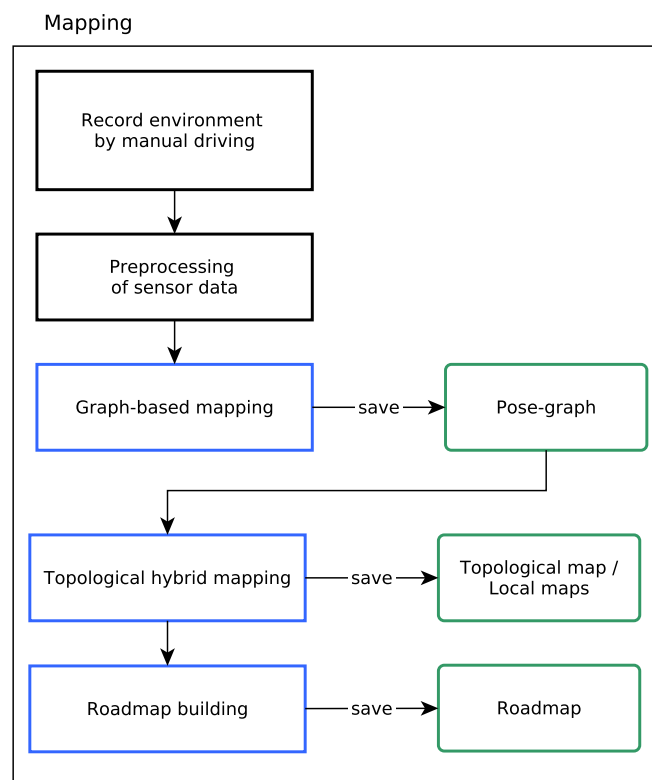 Mapping
Record environment
by manual driving
Preprocessing
of sensor data
Graph-based mapping
save
Pose-graph
Topological hybrid mapping
save
Topological map /
Local maps
Roadmap building
save
Roadmap